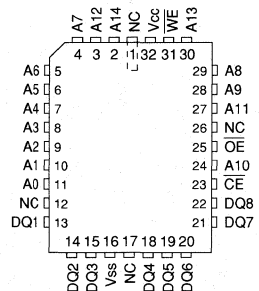 A7 A12 A14 NC Vcc W̅E̅ A13
4 3 2 1 32 31 30
A6 5 29 A8
A5 6 28 A9
A4 7 27 A11
A3 8 26 NC
A2 9 25 O̅E̅
A1 10 24 A10
A0 11 23 C̅E̅
NC 12 22 DQ8
DQ1 13 21 DQ7
14 15 16 17 18 19 20
DQ2 DQ3 Vss NC DQ4 DQ5 DQ6